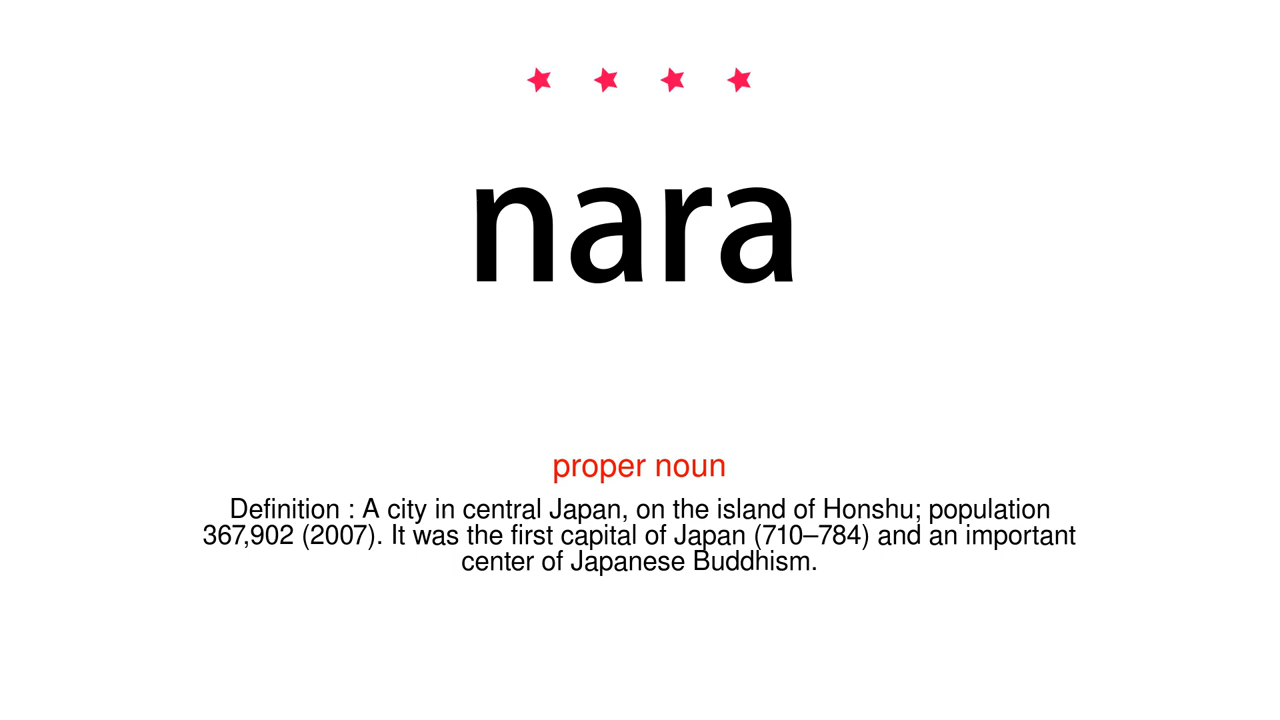 nara
proper noun
Definition : A city in central Japan, on the island of Honshu; population
367,902 (2007). It was the first capital of Japan (710–784) and an important
center of Japanese Buddhism.